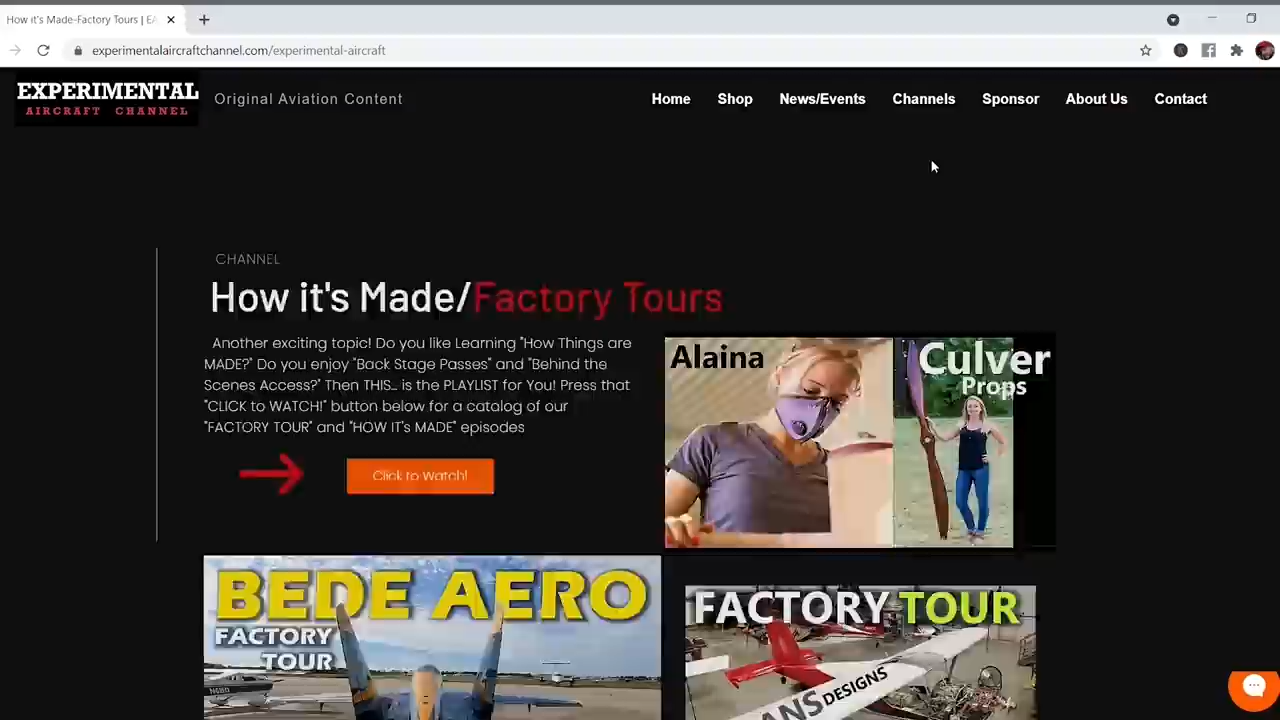 How it's Made-Factory Tours | EA
experimentalaircraftchannel.com/experimental-aircraft
EXPERIMENTAL
AIRCRAFT CHANNEL
Original Aviation Content
Home Shop News/Events Channels Sponsor About Us Contact
CHANNEL
How it's Made/Factory Tours
Another exciting topic! Do you like Learning "How Things are
MADE?" Do you enjoy "Back Stage Passes" and "Behind the
Scenes Access?" Then THIS... is the PLAYLIST for You! Press that
"CLICK to WATCH!" button below for a catalog of our
"FACTORY TOUR" and "HOW IT's MADE" episodes
Click to Watch!
Alaina
Culver
Props
BEDE AERO
FACTORY
TOUR
FACTORY TOUR
ANS DESIGNS